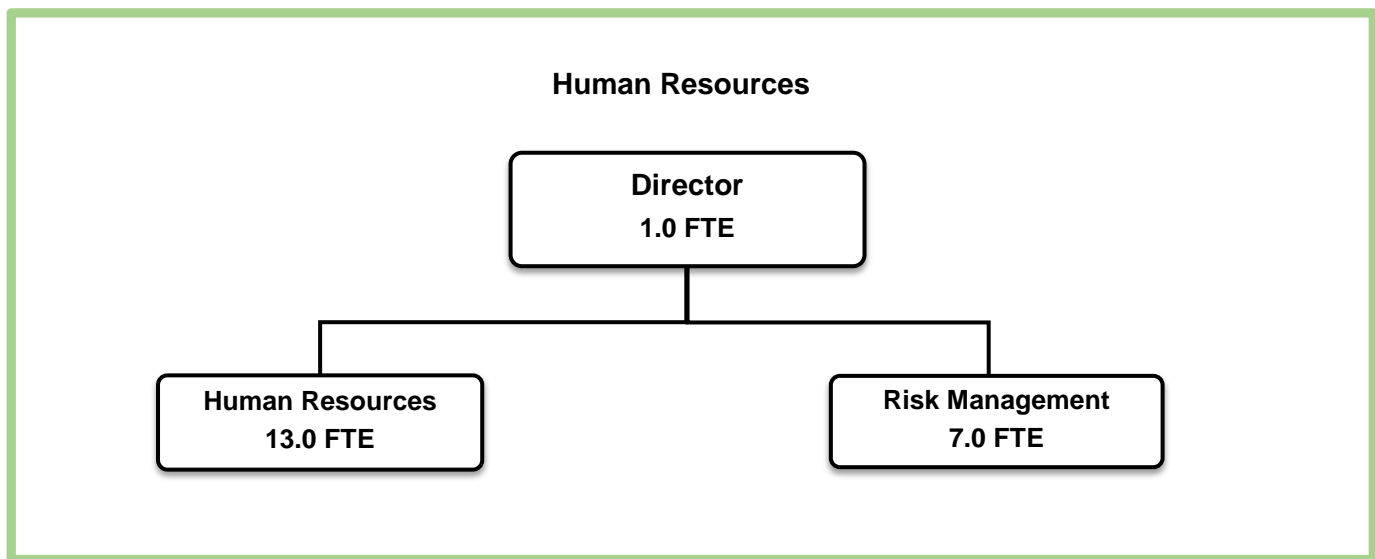 Human Resources
Director
1.0 FTE
Human Resources
13.0 FTE
Risk Management
7.0 FTE